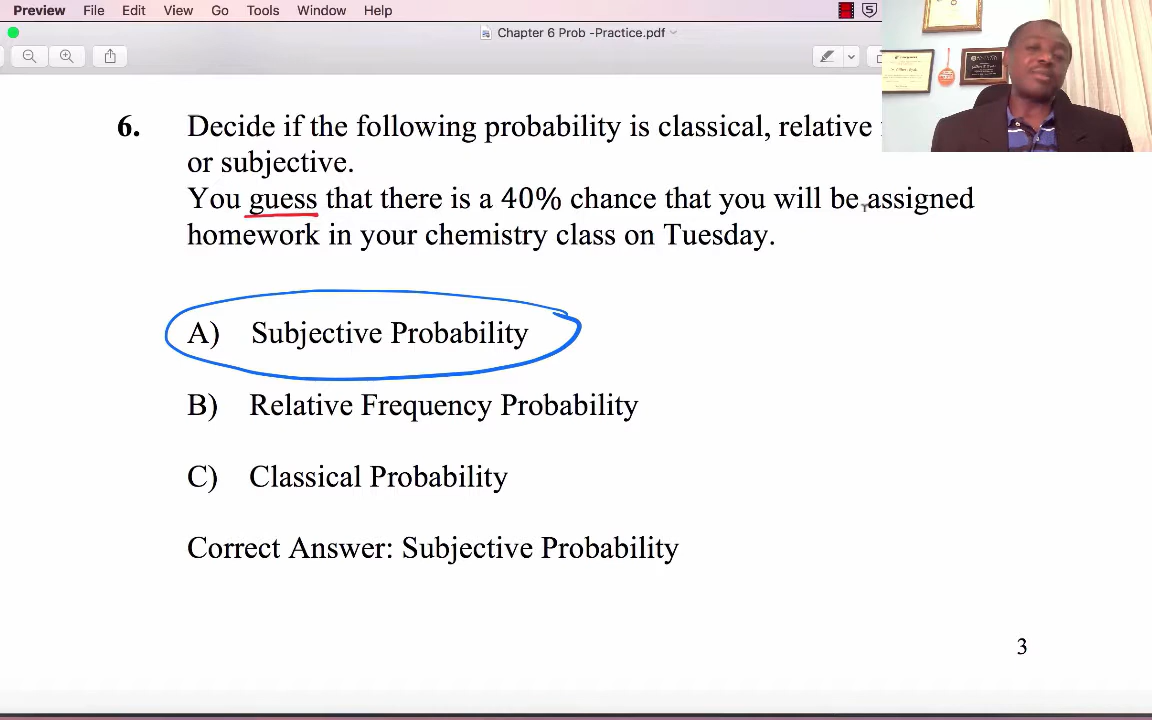 Preview File Edit View Go Tools Window Help 5
Chapter 6 Prob -Practice.pdf
6. Decide if the following probability is classical, relative
or subjective.
You guess that there is a 40% chance that you will be assigned
homework in your chemistry class on Tuesday.
A) Subjective Probability
B) Relative Frequency Probability
C) Classical Probability
Correct Answer: Subjective Probability
3